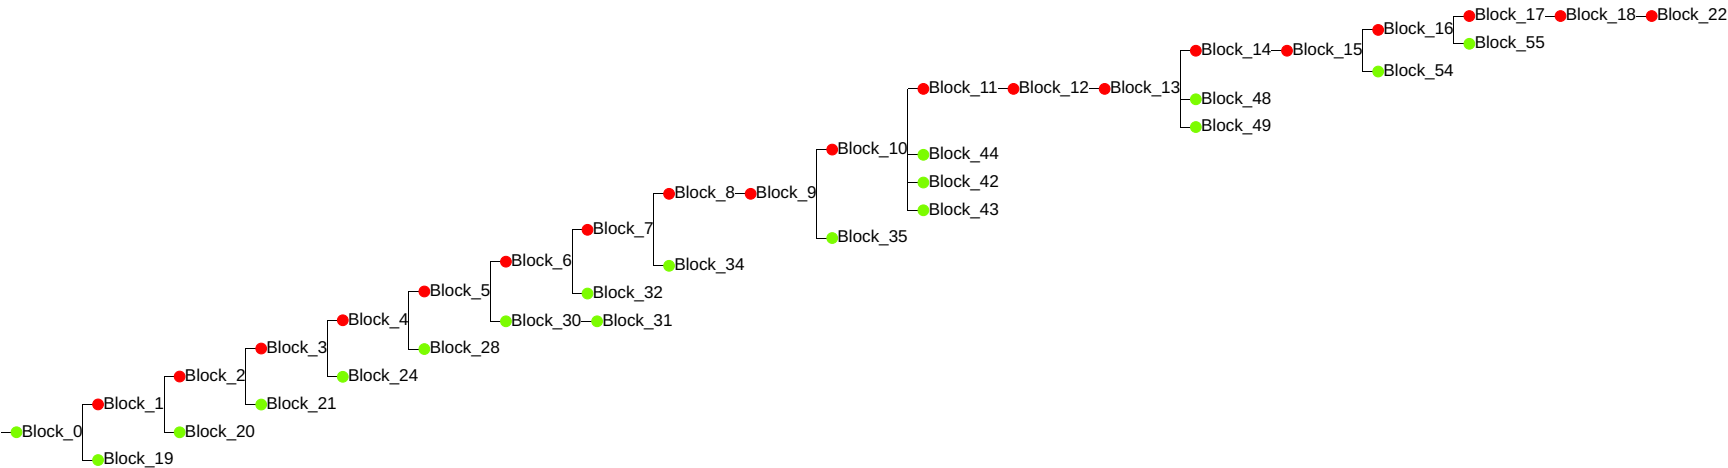 Block_17
Block_18
Block_22
Block_16
Block_55
Block_14
Block_15
Block_54
Block_11
Block_12
Block_13
Block_48
Block_49
Block_10
Block_44
Block_42
Block_43
Block_8
Block_9
Block_35
Block_7
Block_34
Block_6
Block_32
Block_5
Block_30
Block_31
Block_4
Block_28
Block_3
Block_24
Block_2
Block_21
Block_1
Block_20
Block_0
Block_19